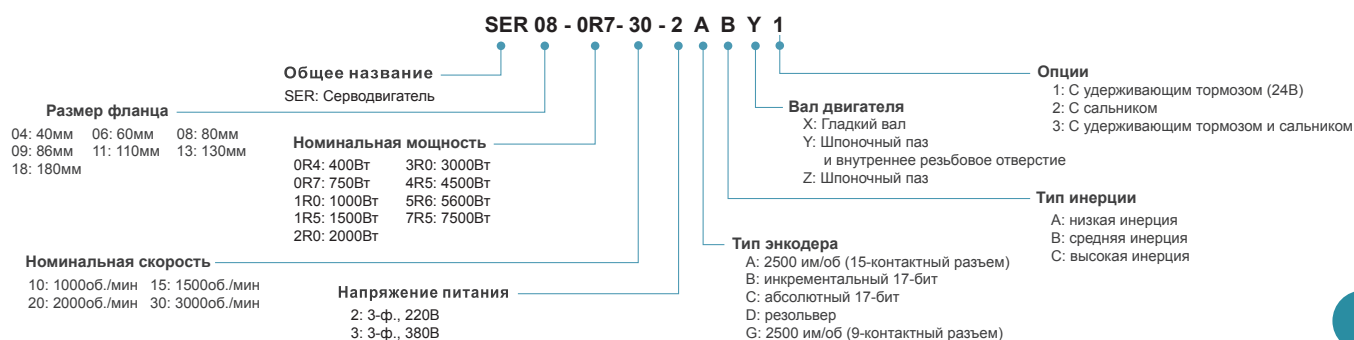 SER 08 - 0R7- 30 - 2 A B Y 1
Общее название
SER: Серводвигатель
Размер фланца
04: 40мм 06: 60мм 08: 80мм
09: 86мм 11: 110мм 13: 130мм
18: 180мм
Номинальная мощность
0R4: 400Вт 3R0: 3000Вт
0R7: 750Вт 4R5: 4500Вт
1R0: 1000Вт 5R6: 5600Вт
1R5: 1500Вт 7R5: 7500Вт
2R0: 2000Вт
Номинальная скорость
10: 1000об./мин 15: 1500об./мин
20: 2000об./мин 30: 3000об./мин
Напряжение питания
2: 3-ф., 220В
3: 3-ф., 380В
Тип энкодера
A: 2500 им/об (15-контактный разъем)
B: инкрементальный 17-бит
C: абсолютный 17-бит
D: резольвер
G: 2500 им/об (9-контактный разъем)
Вал двигателя
X: Гладкий вал
Y: Шпоночный паз
и внутреннее резьбовое отверстие
Z: Шпоночный паз
Опции
1: С удерживающим тормозом (24В)
2: С сальником
3: С удерживающим тормозом и сальником
Тип инерции
A: низкая инерция
B: средняя инерция
C: высокая инерция